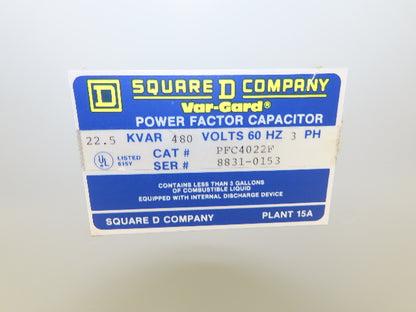 D SQUARE D COMPANY
Var-Gard®
POWER FACTOR CAPACITOR
22.5 KVAR 480 VOLTS 60 HZ 3 PH
UL LISTED 615Y CAT # PFC4022F
SER # 8831-0153
CONTAINS LESS THAN 3 GALLONS
OF COMBUSTIBLE LIQUID
EQUIPPED WITH INTERNAL DISCHARGE DEVICE
SQUARE D COMPANY PLANT 15A